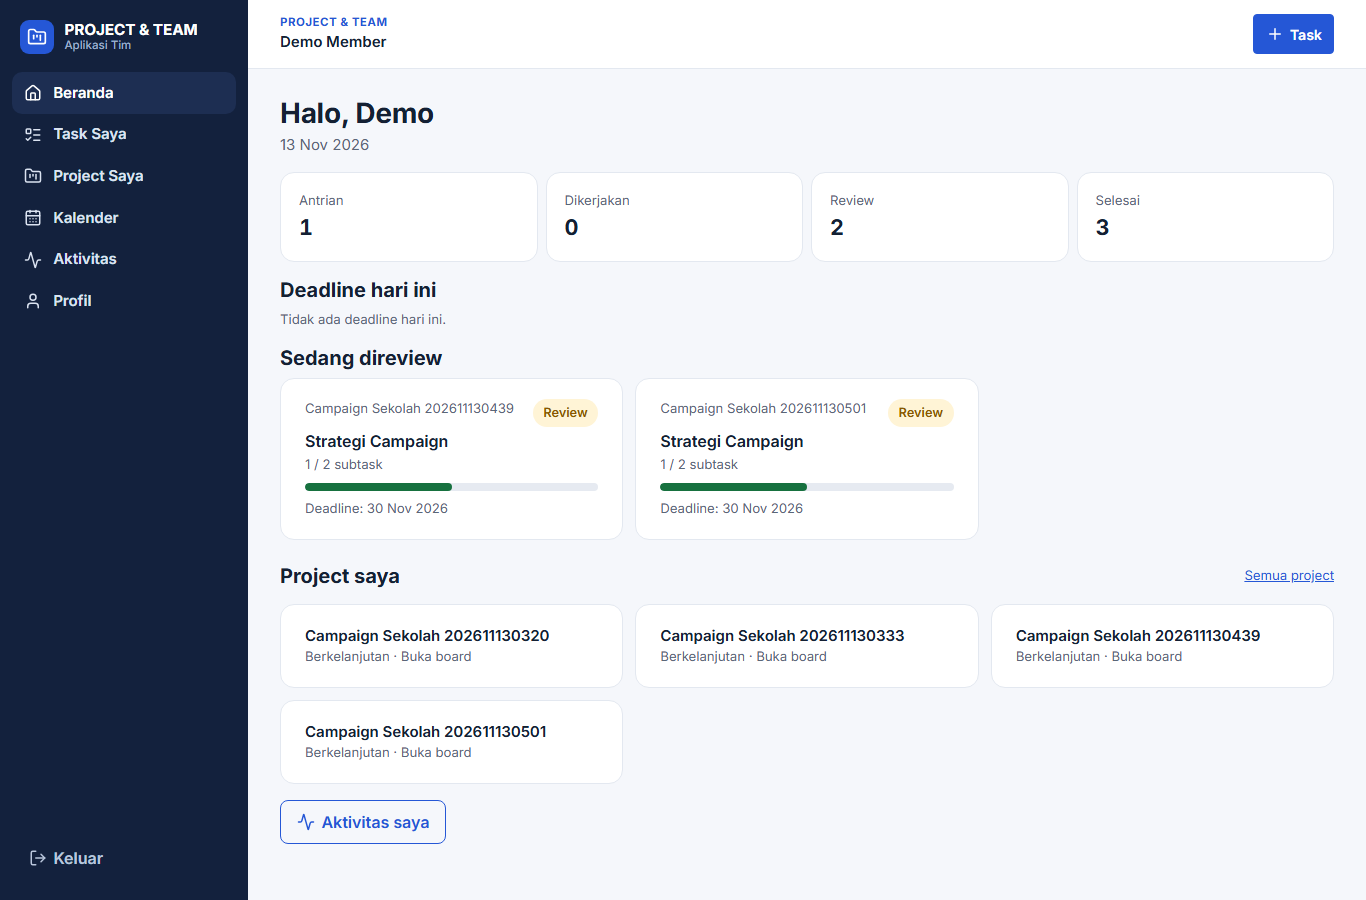 PROJECT & TEAM
Aplikasi Tim
Beranda
Task Saya
Project Saya
Kalender
Aktivitas
Profil
Keluar
PROJECT & TEAM
Demo Member
+ Task
Halo, Demo
13 Nov 2026
Antrian
1
Dikerjakan
0
Review
2
Selesai
3
Deadline hari ini
Tidak ada deadline hari ini.
Sedang direview
Campaign Sekolah 202611130439
Review
Strategi Campaign
1 / 2 subtask
Deadline: 30 Nov 2026
Campaign Sekolah 202611130501
Review
Strategi Campaign
1 / 2 subtask
Deadline: 30 Nov 2026
Project saya
Semua project
Campaign Sekolah 202611130320
Berkelanjutan · Buka board
Campaign Sekolah 202611130333
Berkelanjutan · Buka board
Campaign Sekolah 202611130439
Berkelanjutan · Buka board
Campaign Sekolah 202611130501
Berkelanjutan · Buka board
Aktivitas saya